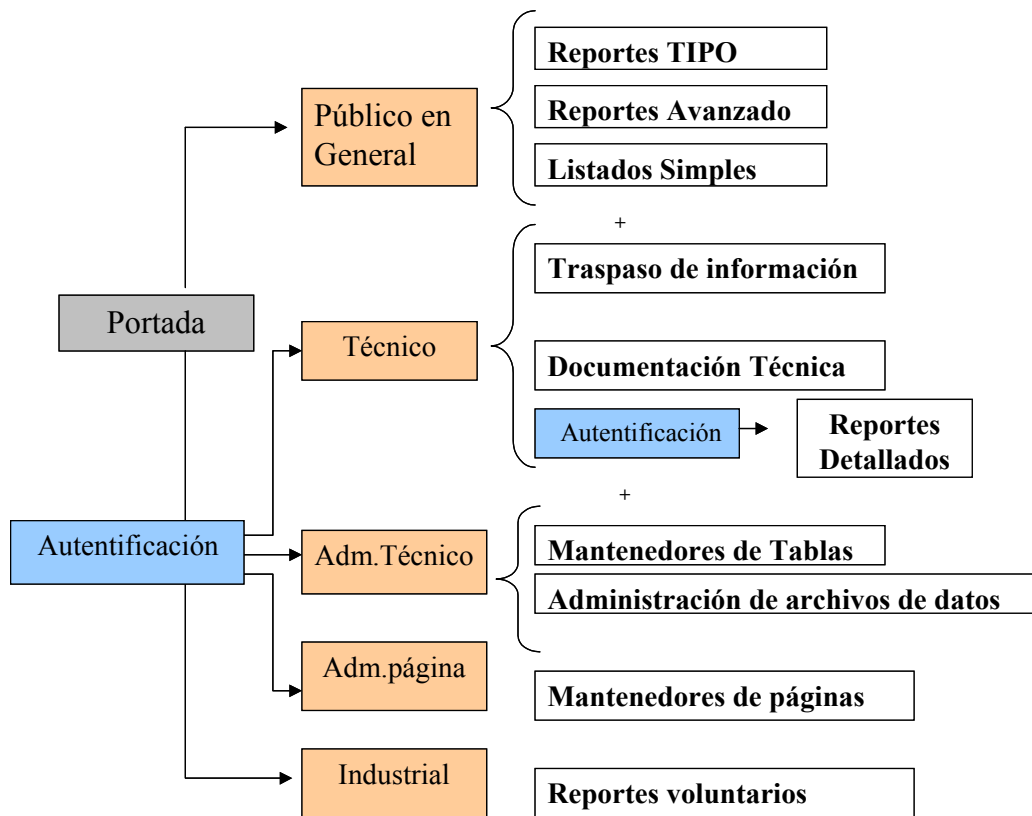 Reportes TIPO
Público en
General
Reportes Avanzado
Listados Simples
+
Traspaso de información
Portada
Técnico
Documentación Técnica
Autentificación
Reportes
Detallados
+
Autentificación
Adm.Técnico
Mantenedores de Tablas
Administración de archivos de datos
Adm.página
Mantenedores de páginas
Industrial
Reportes voluntarios